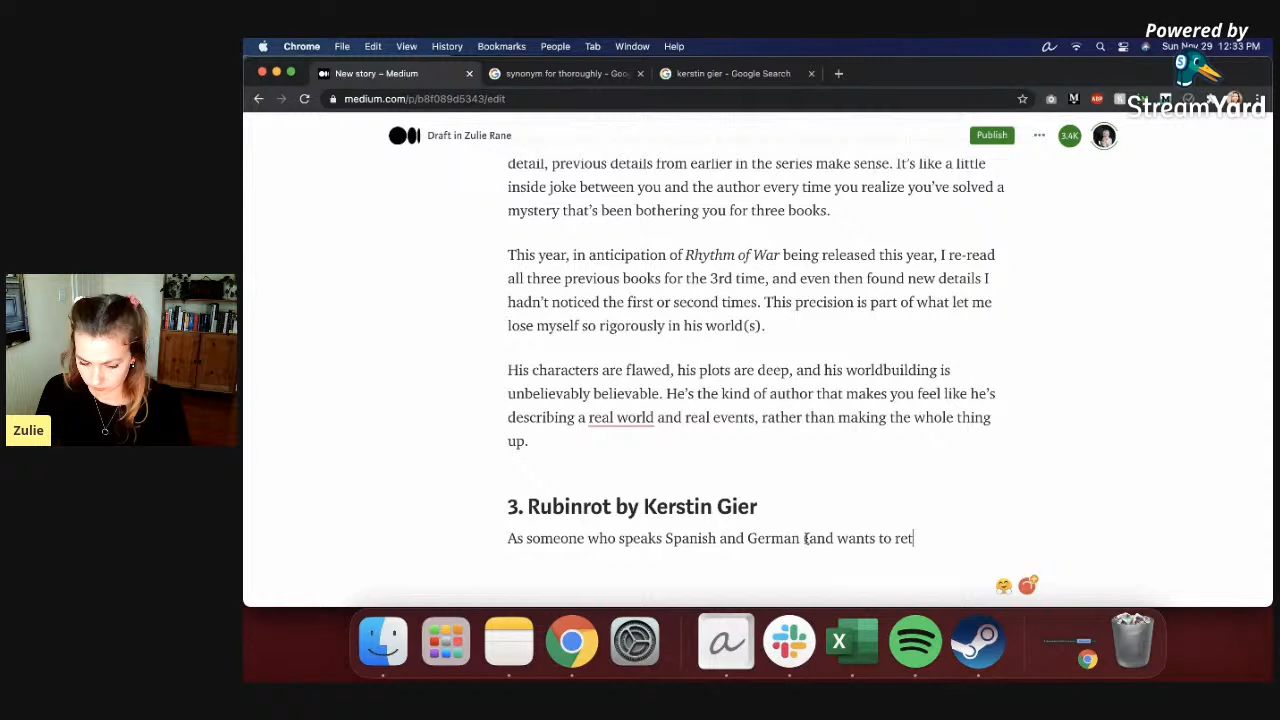 Powered by
StreamYard
Chrome File Edit View History Bookmarks People Tab Window Help
Sun Nov 29 12:33 PM
New story – Medium
synonym for thoroughly - Goo
kerstin gier - Google Search
medium.com/p/b8f089d5343/edit
Draft in Zulie Rane
Publish
3.4K
detail, previous details from earlier in the series make sense. It’s like a little
inside joke between you and the author every time you realize you’ve solved a
mystery that’s been bothering you for three books.
This year, in anticipation of Rhythm of War being released this year, I re-read
all three previous books for the 3rd time, and even then found new details I
hadn’t noticed the first or second times. This precision is part of what let me
lose myself so rigorously in his world(s).
His characters are flawed, his plots are deep, and his worldbuilding is
unbelievably believable. He’s the kind of author that makes you feel like he’s
describing a real world and real events, rather than making the whole thing
up.
3. Rubinrot by Kerstin Gier
As someone who speaks Spanish and German (and wants to ret
Zulie